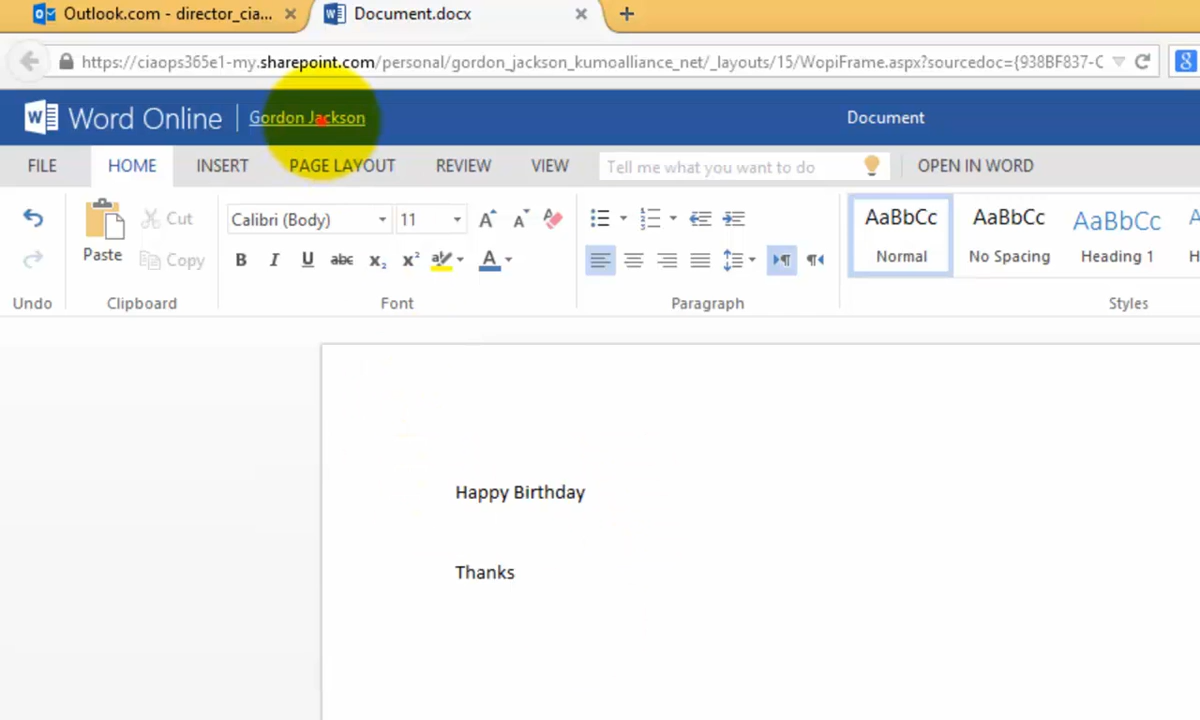 Outlook.com - director_cia... Document.docx
https://ciaops365e1-my.sharepoint.com/personal/gordon_jackson_kumoalliance_net/_layouts/15/WopiFrame.aspx?sourcedoc={938BF837-C
Word Online Gordon Jackson Document
FILE HOME INSERT PAGE LAYOUT REVIEW VIEW Tell me what you want to do OPEN IN WORD
Paste Cut Copy
Calibri (Body) 11
B I U abc x₂ x² A
AaBbCc AaBbCc AaBbCc
Normal No Spacing Heading 1 H
Undo Clipboard Font Paragraph Styles
Happy Birthday
Thanks